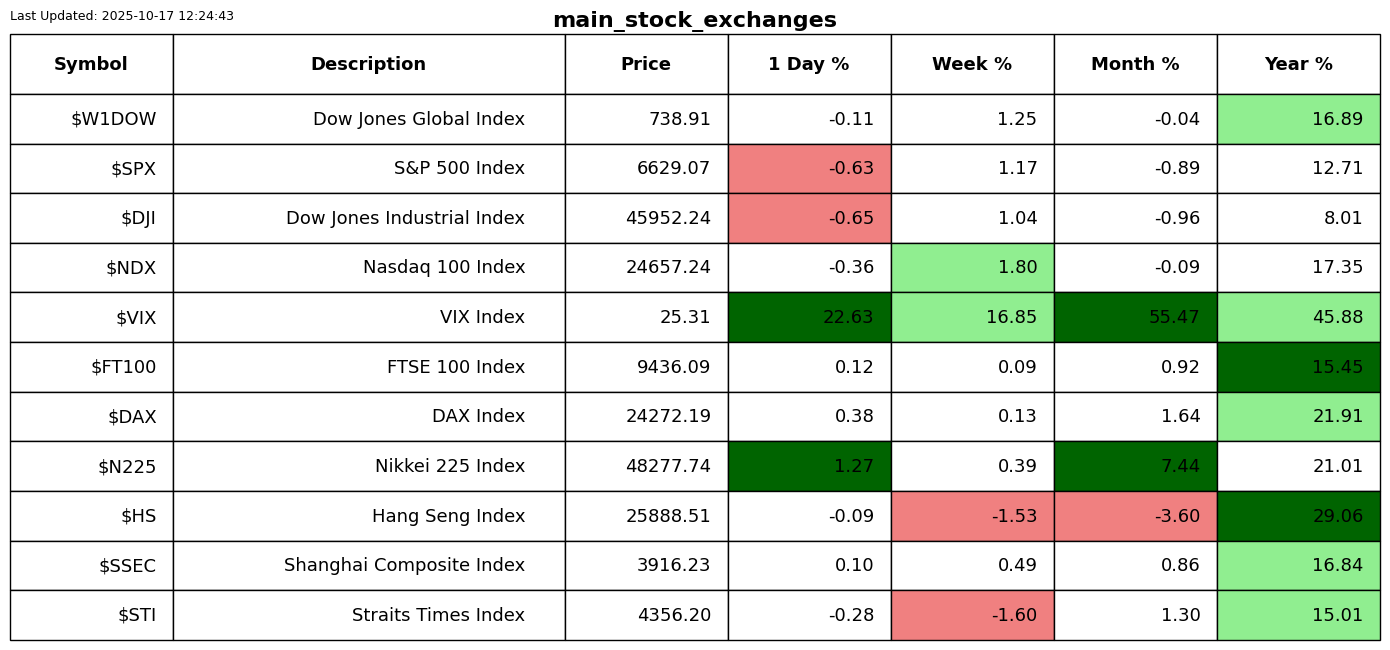 Last Updated: 2025-10-17 12:24:43
main_stock_exchanges
Symbol Description Price 1 Day % Week % Month % Year %
$W1DOW Dow Jones Global Index 738.91 -0.11 1.25 -0.04 16.89
$SPX S&P 500 Index 6629.07 -0.63 1.17 -0.89 12.71
$DJI Dow Jones Industrial Index 45952.24 -0.65 1.04 -0.96 8.01
$NDX Nasdaq 100 Index 24657.24 -0.36 1.80 -0.09 17.35
$VIX VIX Index 25.31 22.63 16.85 55.47 45.88
$FT100 FTSE 100 Index 9436.09 0.12 0.09 0.92 15.45
$DAX DAX Index 24272.19 0.38 0.13 1.64 21.91
$N225 Nikkei 225 Index 48277.74 1.27 0.39 7.44 21.01
$HS Hang Seng Index 25888.51 -0.09 -1.53 -3.60 29.06
$SSEC Shanghai Composite Index 3916.23 0.10 0.49 0.86 16.84
$STI Straits Times Index 4356.20 -0.28 -1.60 1.30 15.01